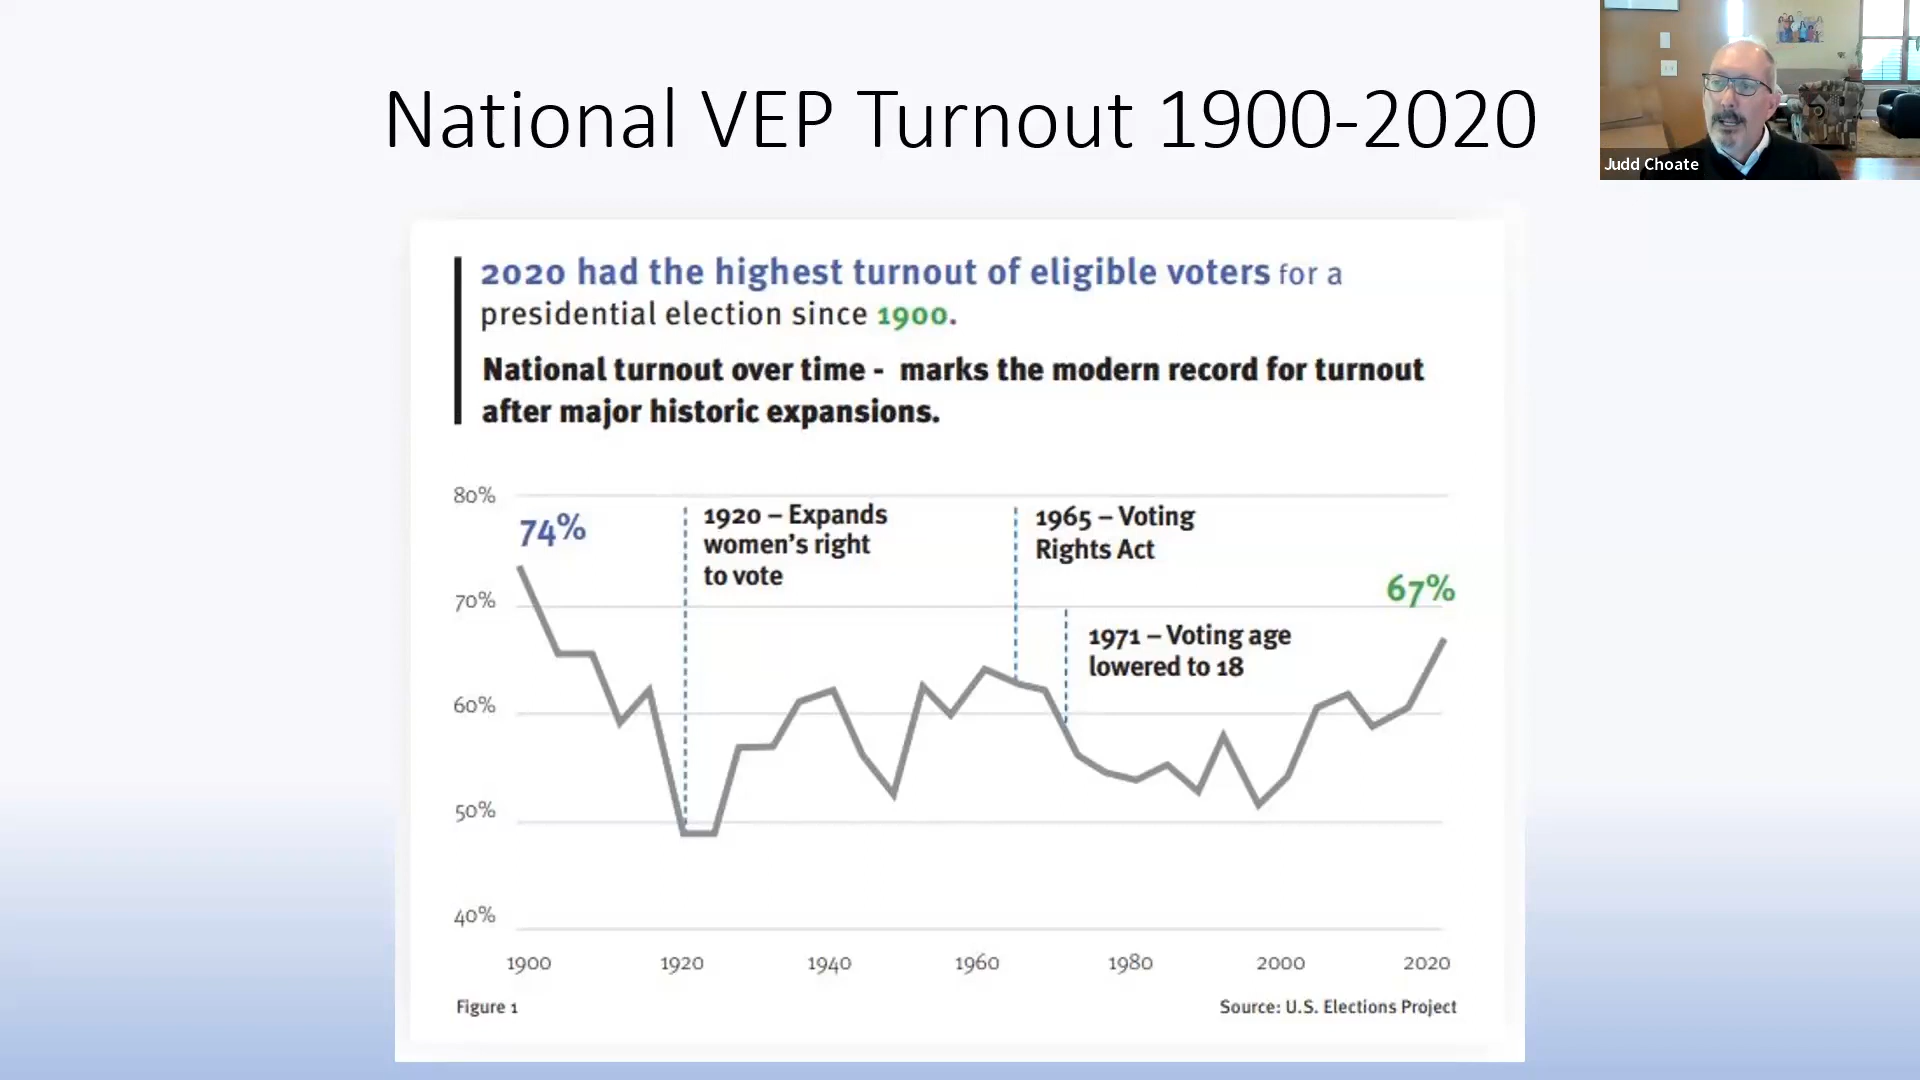 National VEP Turnout 1900-2020
Judd Choate
2020 had the highest turnout of eligible voters for a
presidential election since 1900.
National turnout over time - marks the modern record for turnout
after major historic expansions.
80%
74%
1920 – Expands
women's right
to vote
1965 – Voting
Rights Act
67%
70%
1971 – Voting age
lowered to 18
60%
50%
40%
1900 1920 1940 1960 1980 2000 2020
Figure 1
Source: U.S. Elections Project